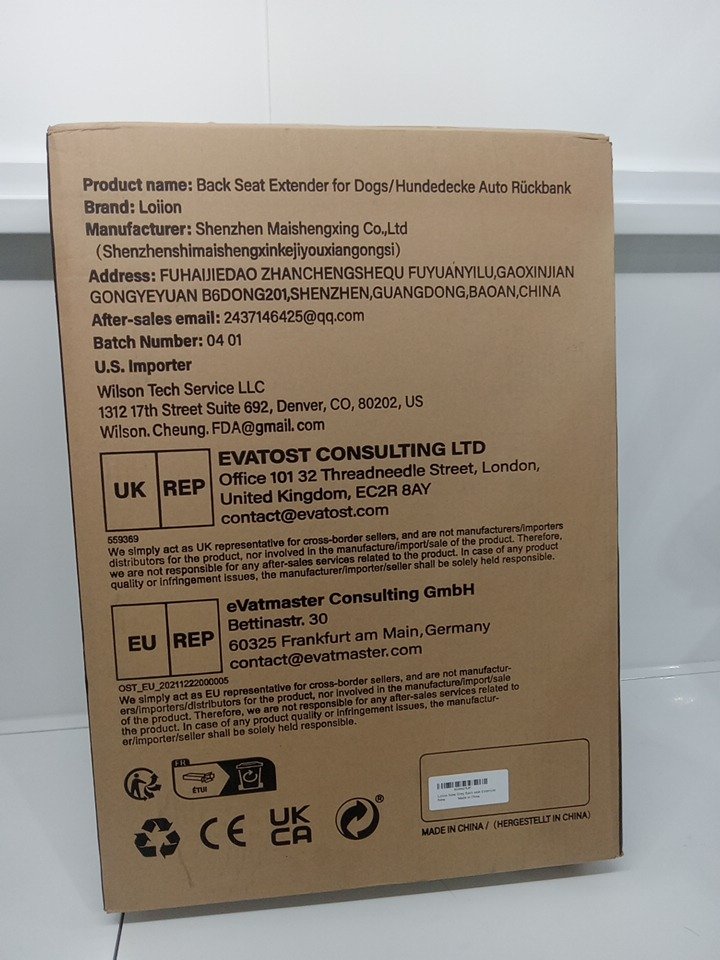 Product name: Back Seat Extender for Dogs/Hundedecke Auto Rückbank
Brand: Loiion
Manufacturer: Shenzhen Maishengxing Co.,Ltd
(Shenzhenshimaishengxinkejiyouxiangongsi)
Address: FUHAIJIEDAO ZHANCHENGSHEQU FUYUANYILU,GAOXINJIAN
GONGYEYUAN B6DONG201,SHENZHEN,GUANGDONG,BAOAN,CHINA
After-sales email: 2437146425@qq.com
Batch Number: 04 01
U.S. Importer
Wilson Tech Service LLC
1312 17th Street Suite 692, Denver, CO, 80202, US
Wilson.Cheung.FDA@gmail.com
UK REP
EVATOST CONSULTING LTD
Office 101 32 Threadneedle Street, London,
United Kingdom, EC2R 8AY
contact@evatost.com
559369
We simply act as UK representative for cross-border sellers, and are not manufacturers/importers
distributors for the product, nor involved in the manufacture/import/sale of the product. Therefore,
we are not responsible for any after-sales services related to the product. In case of any product
quality or infringement issues, the manufacturer/importer/seller shall be solely held responsible.
EU REP
eVatmaster Consulting GmbH
Bettinastr. 30
60325 Frankfurt am Main,Germany
contact@evatmaster.com
OST_EU_20211222000005
We simply act as EU representative for cross-border sellers, and are not manufactur-
ers/importers/distributors for the product, nor involved in the manufacture/import/sale
of the product. Therefore, we are not responsible for any after-sales services related to
the product. In case of any product quality or infringement issues, the manufactur-
er/importer/seller shall be solely held responsible.
FR
ÉTUI
CE
UK
CA
®
MADE IN CHINA / (HERGESTELLT IN CHINA)